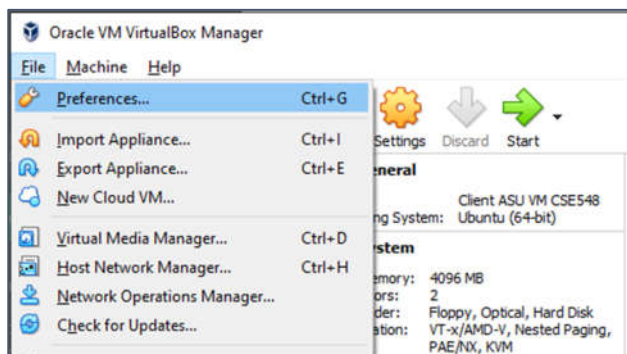 Oracle VM VirtualBox Manager
File Machine Help
Preferences... Ctrl+G
Import Appliance... Ctrl+I
Export Appliance... Ctrl+E
New Cloud VM...
Virtual Media Manager... Ctrl+D
Host Network Manager... Ctrl+H
Network Operations Manager...
Check for Updates...
Settings Discard Start
eneral
Client ASU VM CSE548
ng System: Ubuntu (64-bit)
stem
emory: 4096 MB
ors: 2
der: Floppy, Optical, Hard Disk
ation: VT-x/AMD-V, Nested Paging,
PAE/NX, KVM